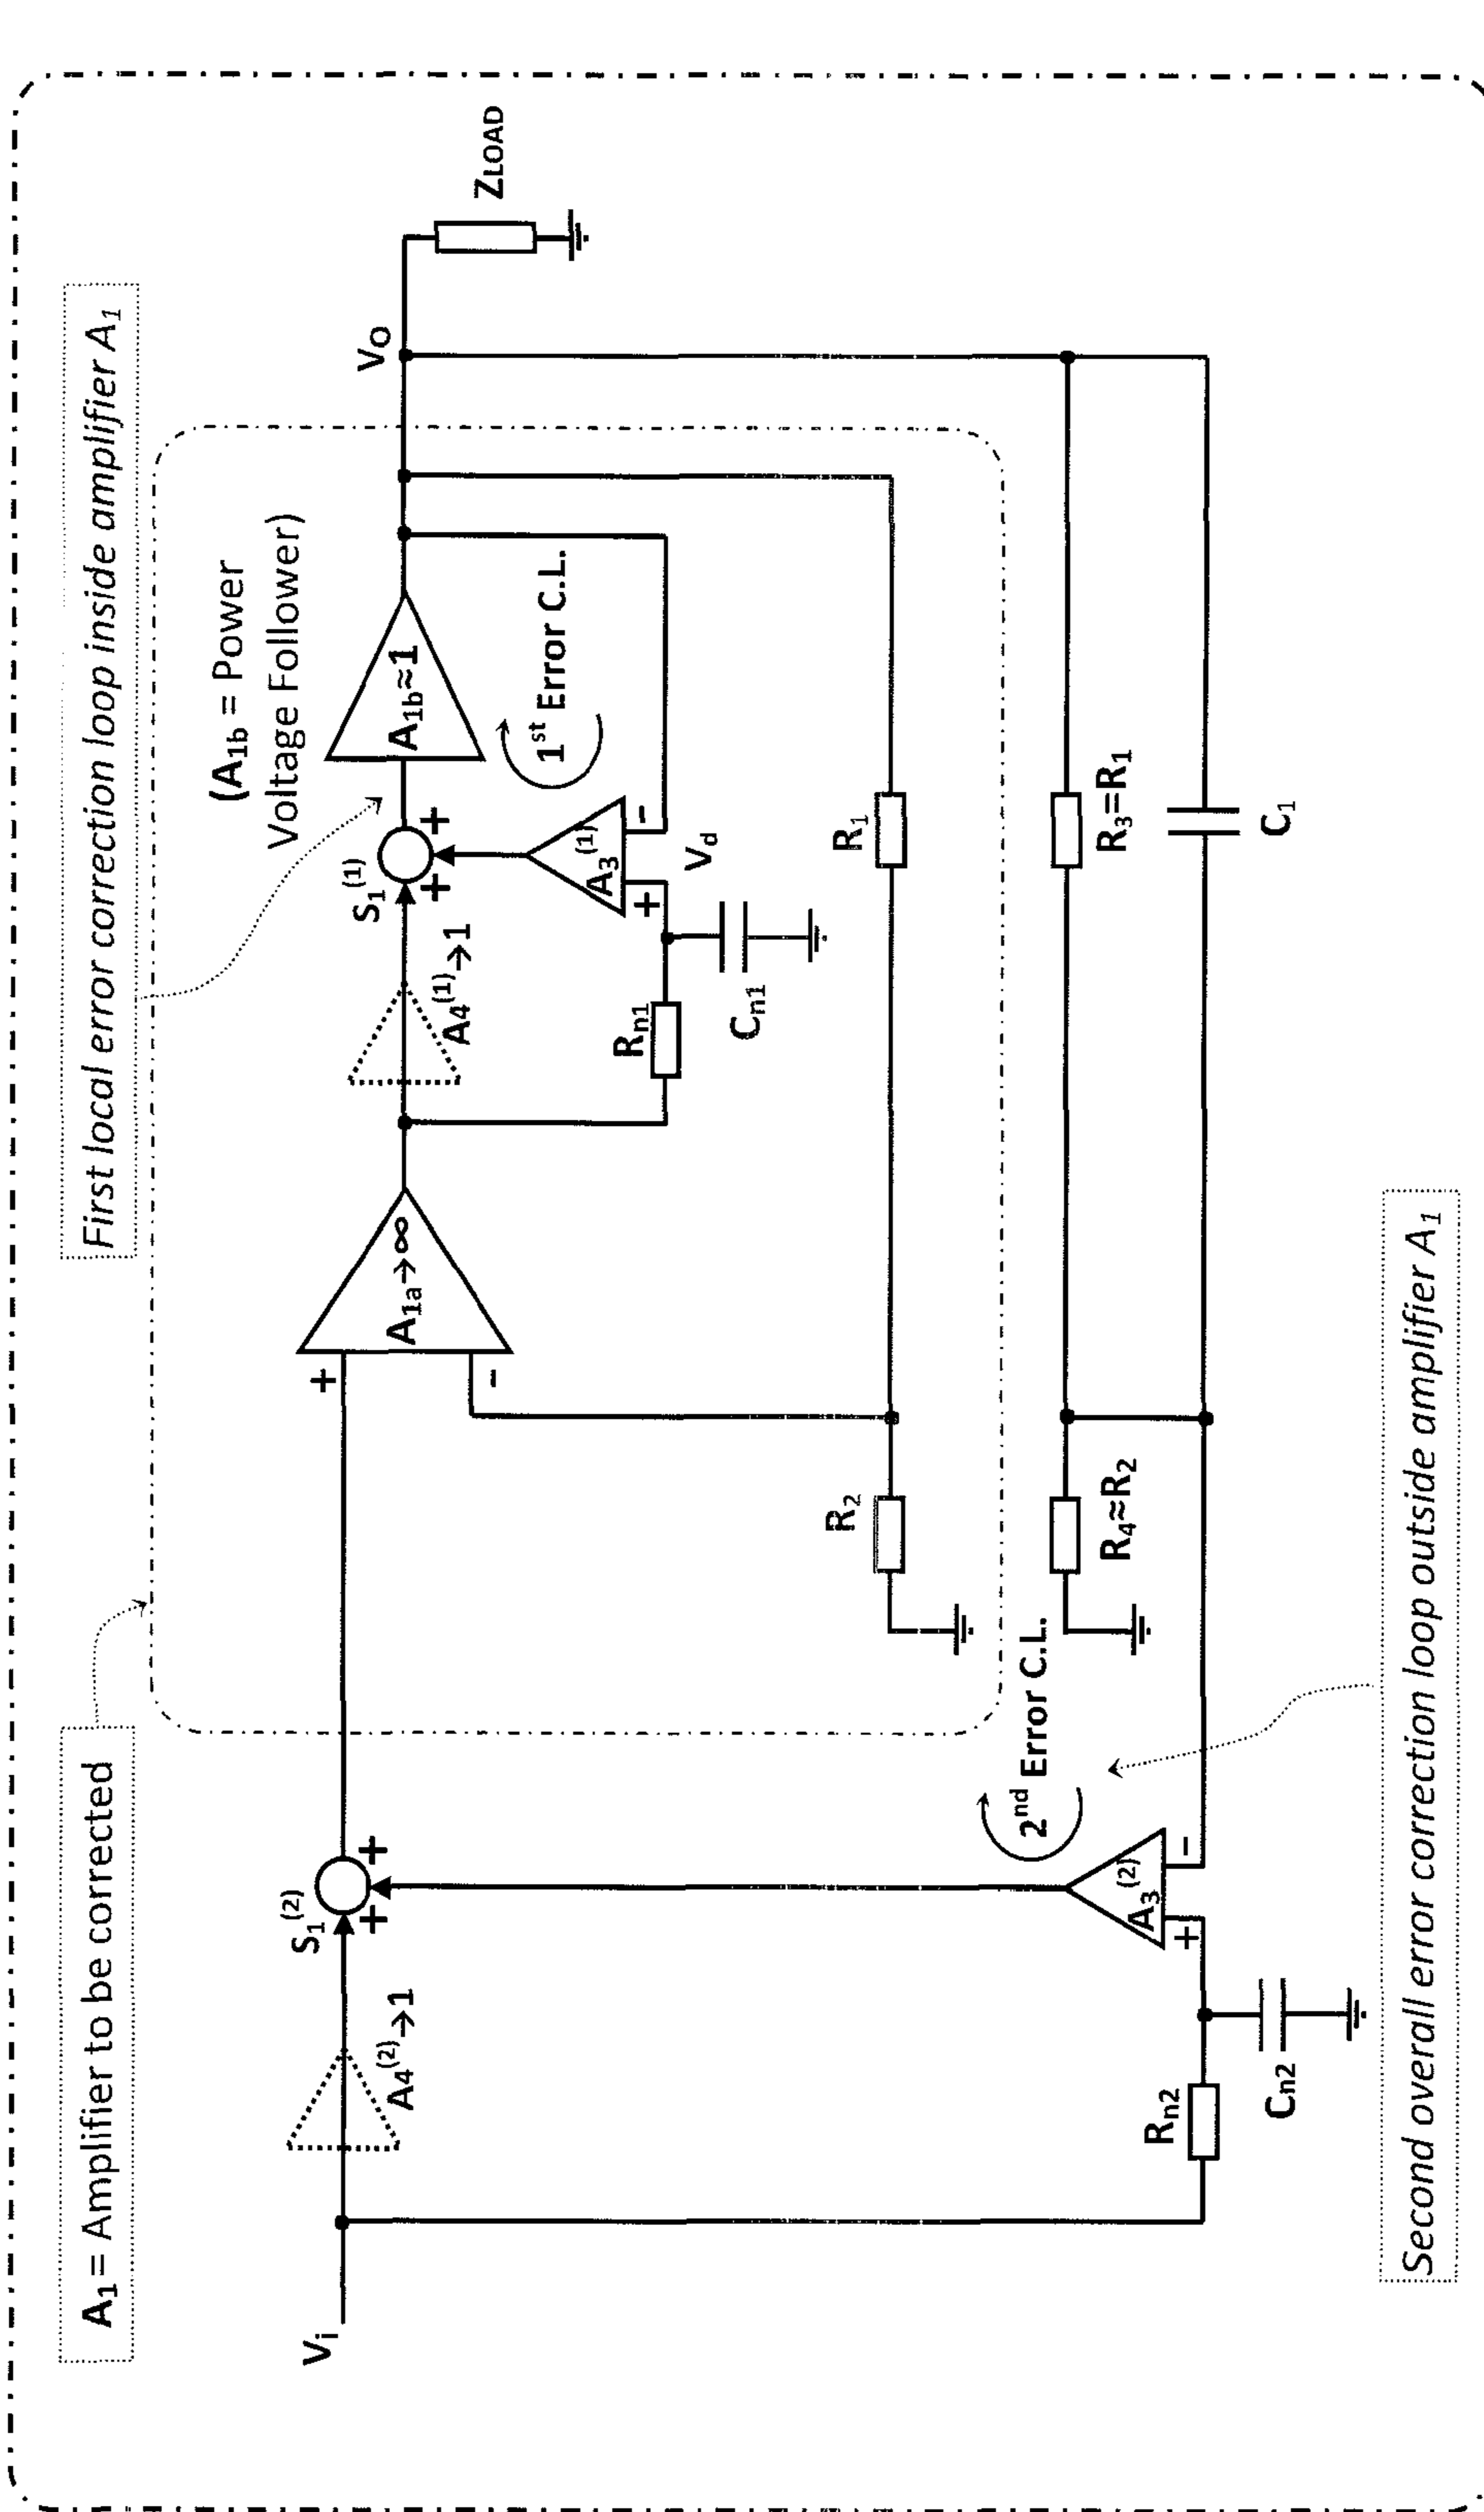 A1 = Amplifier to be corrected
First local error correction loop inside amplifier A1
(A1b = Power
Voltage Follower)
Vi
A4(2)→1
S1(2)
+
+
+
-
A1a→∞
A4(1)→1
S1(1)
+
+
A1b≈1
VO
ZLOAD
1st Error C.L.
A3(1)
+
-
Vd
Rn1
Cn1
R2
R1
2nd Error C.L.
R4≈R2
R3=R1
C1
A3(2)
+
-
Rn2
Cn2
Second overall error correction loop outside amplifier A1